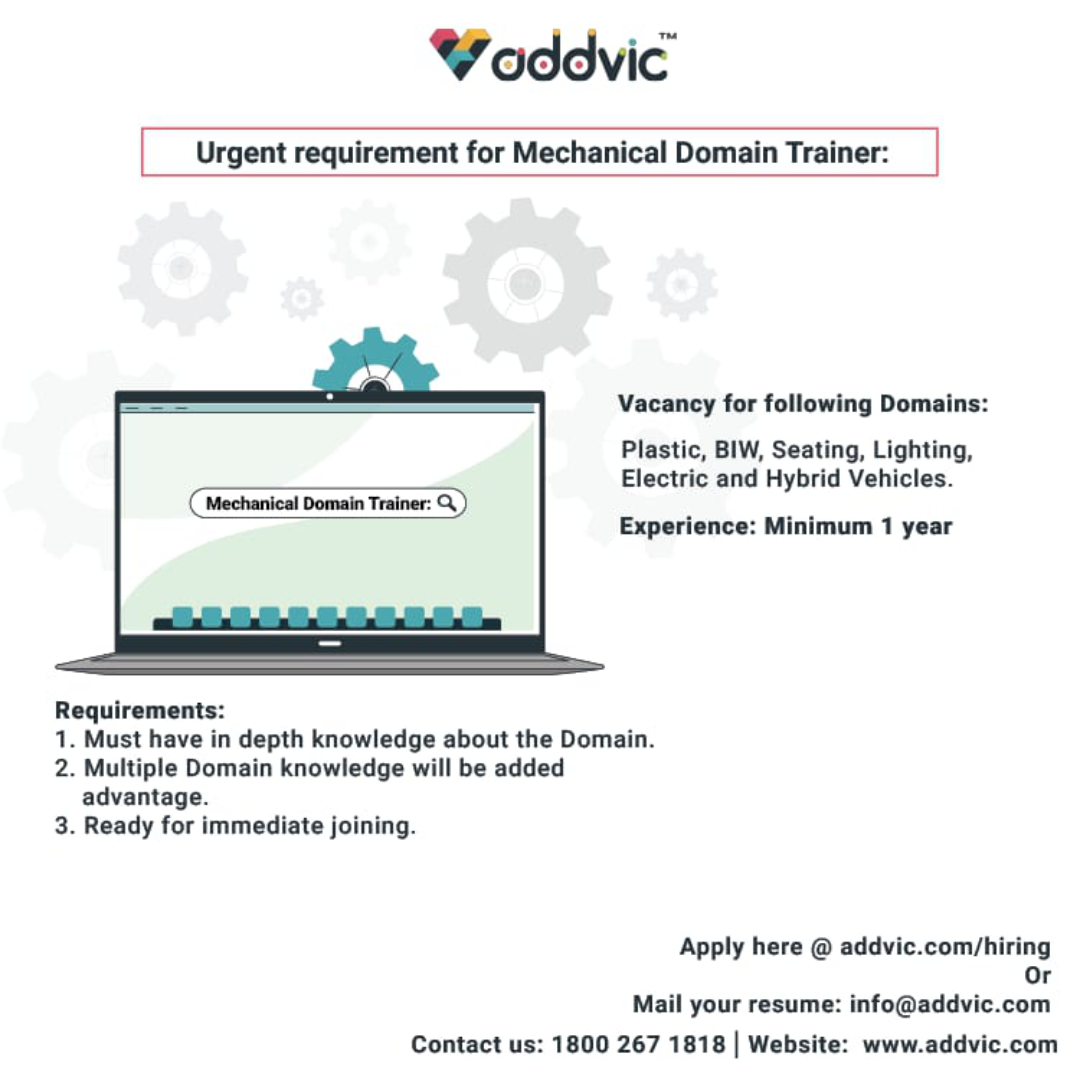 addvic™
Urgent requirement for Mechanical Domain Trainer:
Mechanical Domain Trainer:
Vacancy for following Domains:
Plastic, BIW, Seating, Lighting,
Electric and Hybrid Vehicles.
Experience: Minimum 1 year
Requirements:
1. Must have in depth knowledge about the Domain.
2. Multiple Domain knowledge will be added
advantage.
3. Ready for immediate joining.
Apply here @ addvic.com/hiring
Or
Mail your resume: info@addvic.com
Contact us: 1800 267 1818 | Website: www.addvic.com